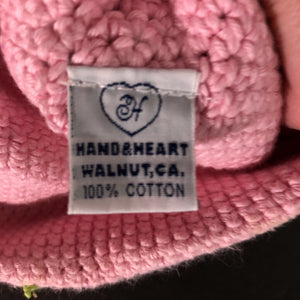 H
HAND&HEART
WALNUT,CA.
100% COTTON